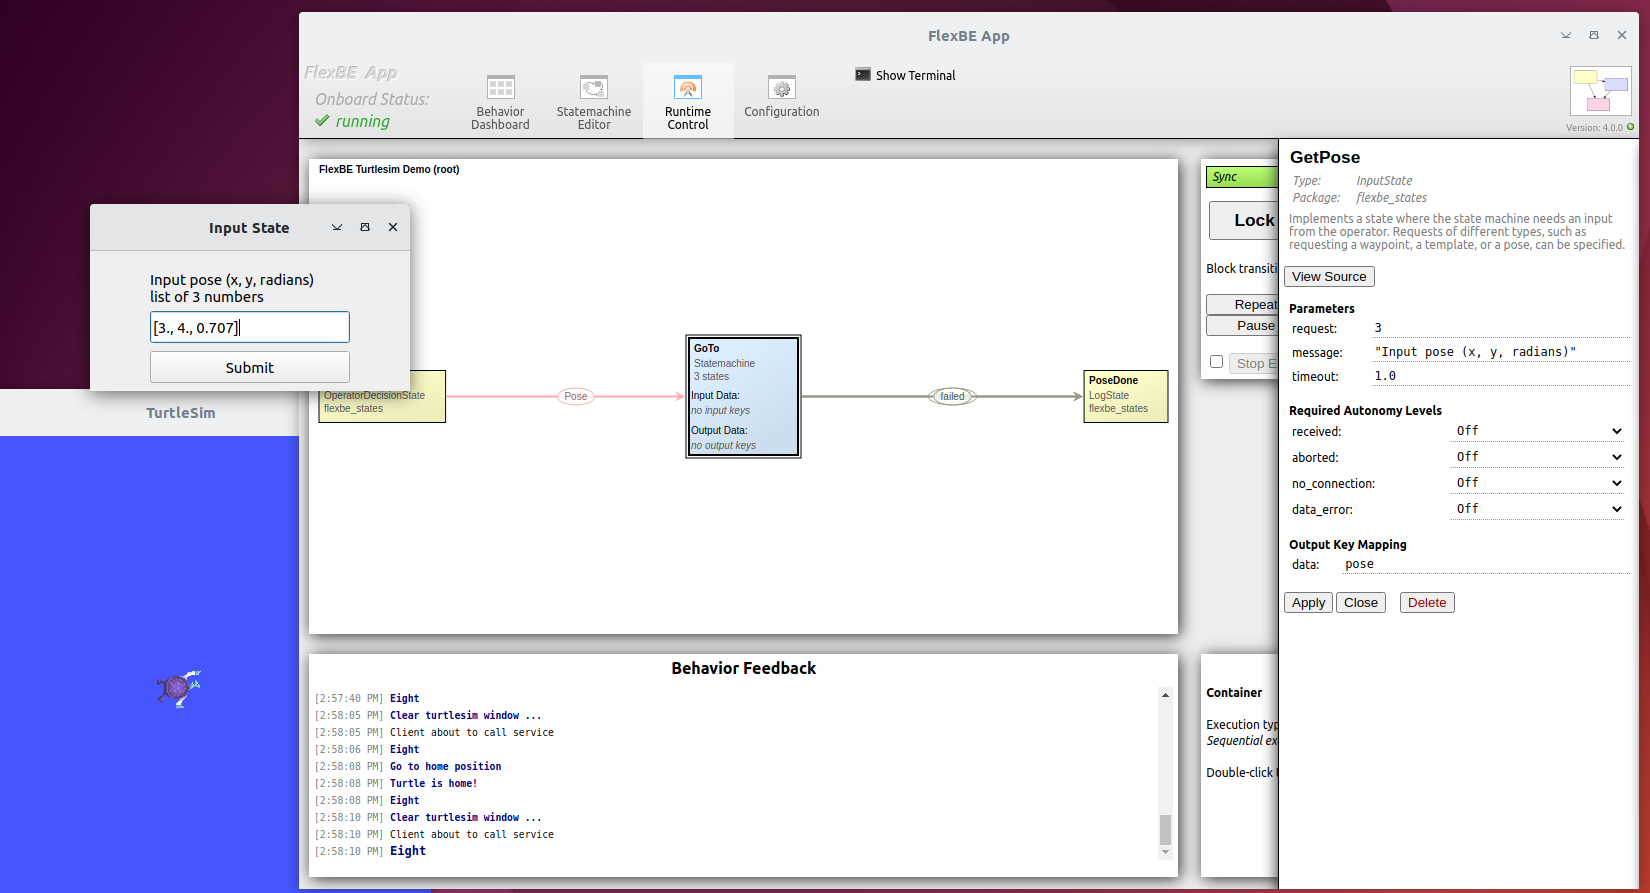 FlexBE App
FlexBE App
Onboard Status:
running
Behavior
Dashboard
Statemachine
Editor
Runtime
Control
Configuration
Show Terminal
Version: 4.0.0
FlexBE Turtlesim Demo (root)
Input State
Input pose (x, y, radians)
list of 3 numbers
[3., 4., 0.707]
Submit
OperatorDecisionState
flexbe_states
Pose
GoTo
Statemachine
3 states
Input Data:
no input keys
Output Data:
no output keys
failed
PoseDone
LogState
flexbe_states
TurtleSim
Sync
Lock
Block transiti
Repeat
Pause
Stop E
GetPose
Type: InputState
Package: flexbe_states
Implements a state where the state machine needs an input
from the operator. Requests of different types, such as
requesting a waypoint, a template, or a pose, can be specified.
View Source
Parameters
request: 3
message: "Input pose (x, y, radians)"
timeout: 1.0
Required Autonomy Levels
received: Off
aborted: Off
no_connection: Off
data_error: Off
Output Key Mapping
data: pose
Apply Close Delete
Behavior Feedback
[2:57:40 PM] Eight
[2:58:05 PM] Clear turtlesim window ...
[2:58:05 PM] Client about to call service
[2:58:06 PM] Eight
[2:58:08 PM] Go to home position
[2:58:08 PM] Turtle is home!
[2:58:08 PM] Eight
[2:58:10 PM] Clear turtlesim window ...
[2:58:10 PM] Client about to call service
[2:58:10 PM] Eight
Container
Execution typ
Sequential ex
Double-click